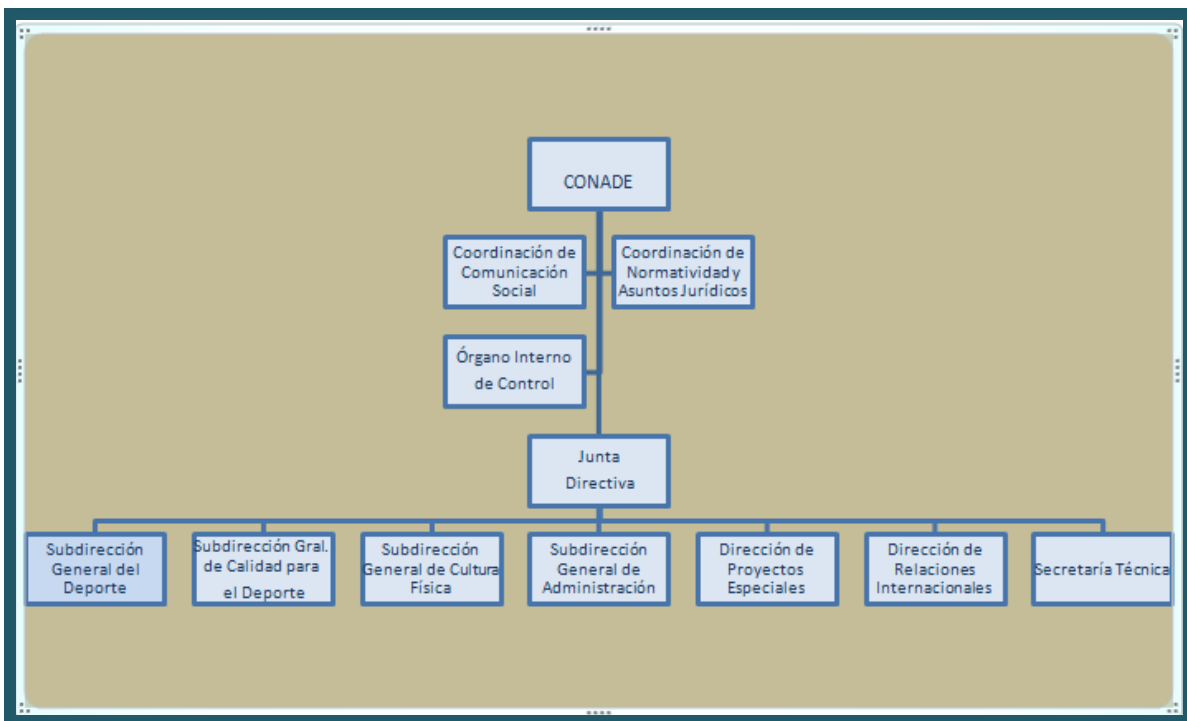 CONADE
Coordinación de
Comunicación
Social
Coordinación de
Normatividad y
Asuntos Jurídicos
Órgano Interno
de Control
Junta
Directiva
Subdirección
General del
Deporte
Subdirección Gral.
de Calidad para
el Deporte
Subdirección
General de Cultura
Física
Subdirección
General de
Administración
Dirección de
Proyectos
Especiales
Dirección de
Relaciones
Internacionales
Secretaría Técnica